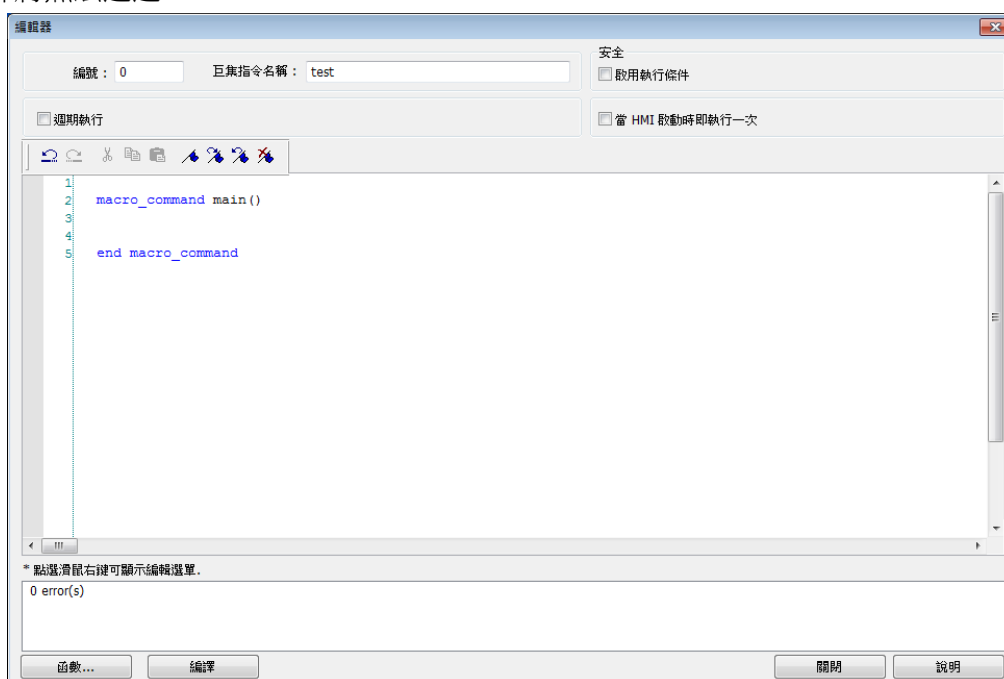 編輯器
安全
編號： 0 巨集指令名稱： test
啟用執行條件
週期執行
當 HMI 啟動時即執行一次
1
2 macro_command main()
3
4
5 end macro_command
* 點選滑鼠右鍵可顯示編輯選單.
0 error(s)
函數... 編譯 關閉 說明